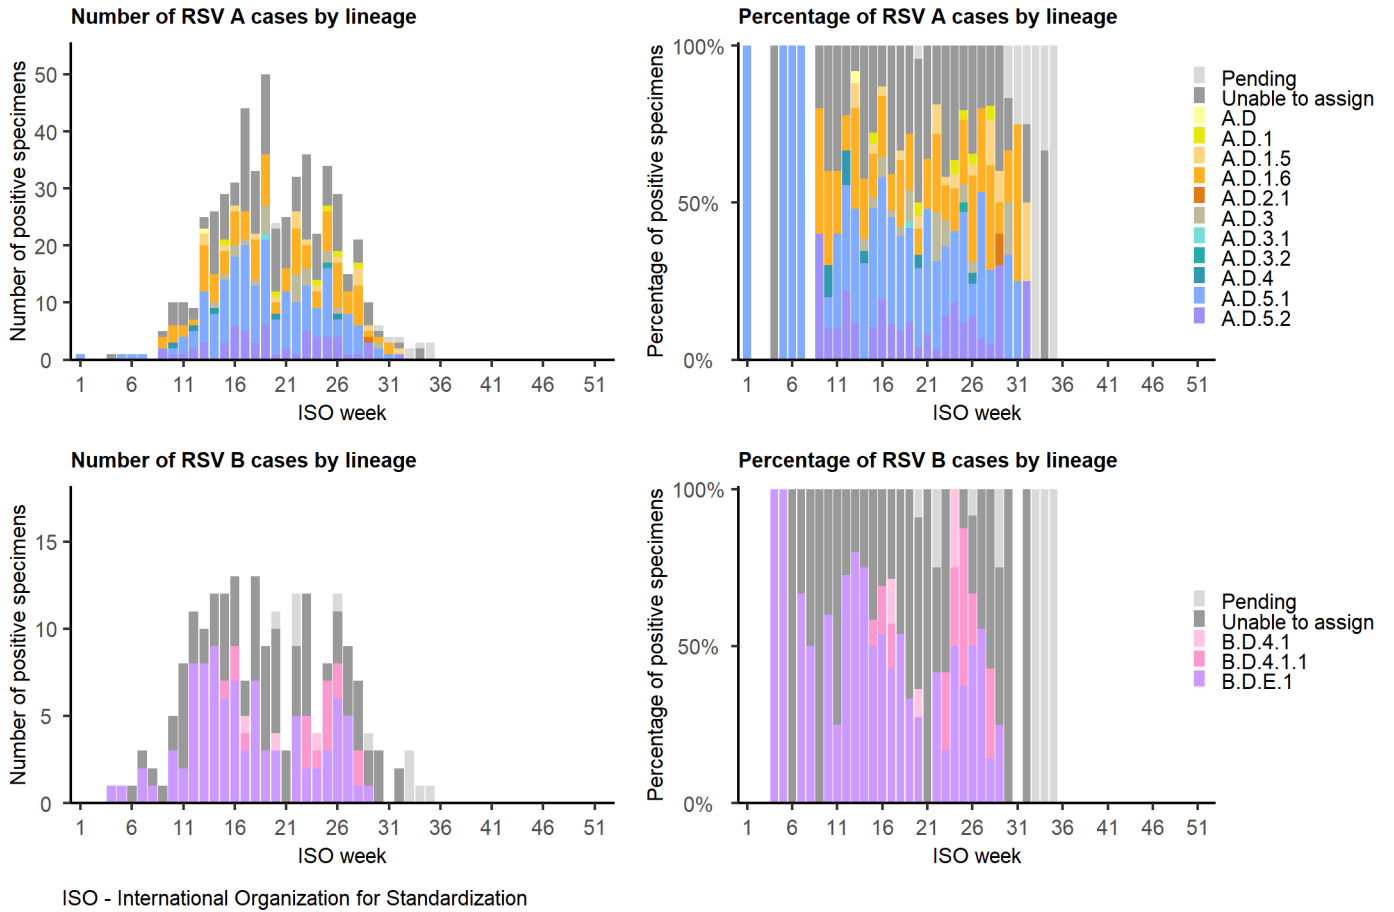 Number of RSV A cases by lineage
Number of positive specimens
50
40
30
20
10
0
1 6 11 16 21 26 31 36 41 46 51
ISO week
Percentage of RSV A cases by lineage
Percentage of positive specimens
100%
50%
0%
1 6 11 16 21 26 31 36 41 46 51
ISO week
Pending
Unable to assign
A.D
A.D.1
A.D.1.5
A.D.1.6
A.D.2.1
A.D.3
A.D.3.1
A.D.3.2
A.D.4
A.D.5.1
A.D.5.2
Number of RSV B cases by lineage
Number of positive specimens
15
10
5
0
1 6 11 16 21 26 31 36 41 46 51
ISO week
Percentage of RSV B cases by lineage
Percentage of positive specimens
100%
50%
0%
1 6 11 16 21 26 31 36 41 46 51
ISO week
Pending
Unable to assign
B.D.4.1
B.D.4.1.1
B.D.E.1
ISO - International Organization for Standardization